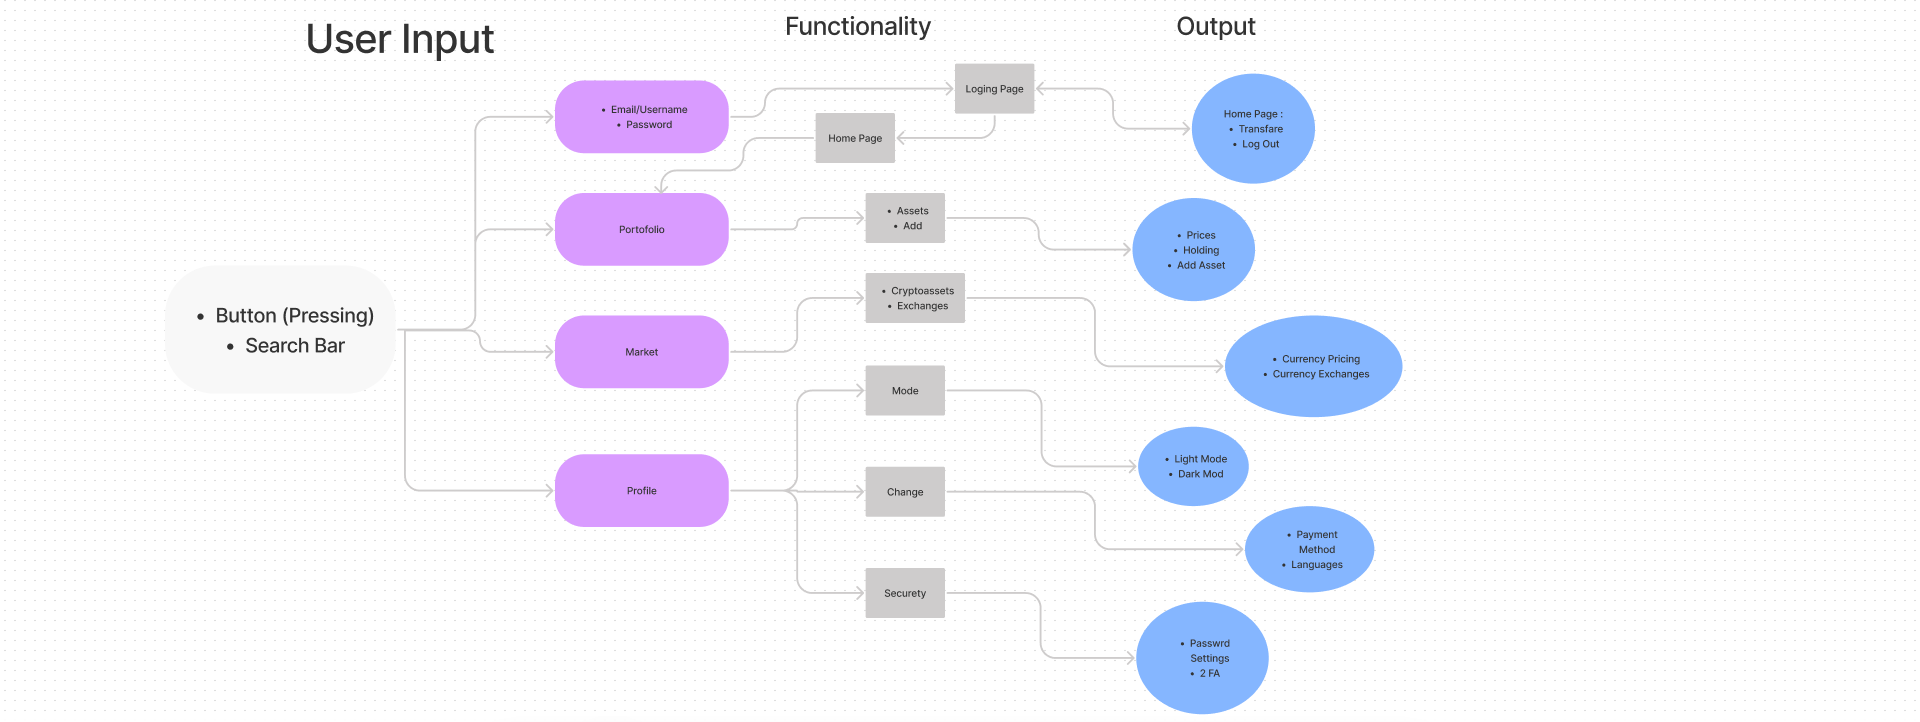 User Input
Functionality
Output
• Button (Pressing)
• Search Bar
• Email/Username
• Password
Loging Page
Home Page
Home Page :
• Transfare
• Log Out
Portofolio
• Assets
• Add
• Prices
• Holding
• Add Asset
Market
• Cryptoassets
• Exchanges
• Currency Pricing
• Currency Exchanges
Profile
Mode
• Light Mode
• Dark Mod
Change
• Payment
Method
• Languages
Securety
• Passwrd
Settings
• 2 FA